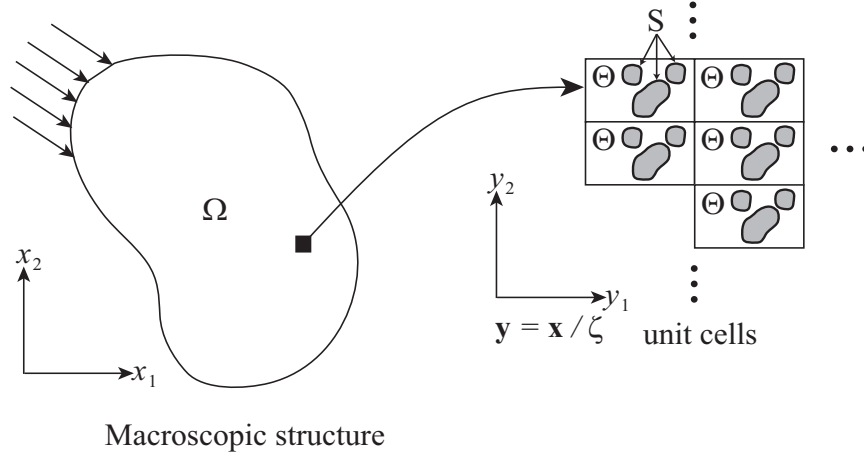 S
Θ Θ
Θ Θ
Θ
Ω
x₂
x₁
y₂
y₁
y = x / ζ
unit cells
Macroscopic structure